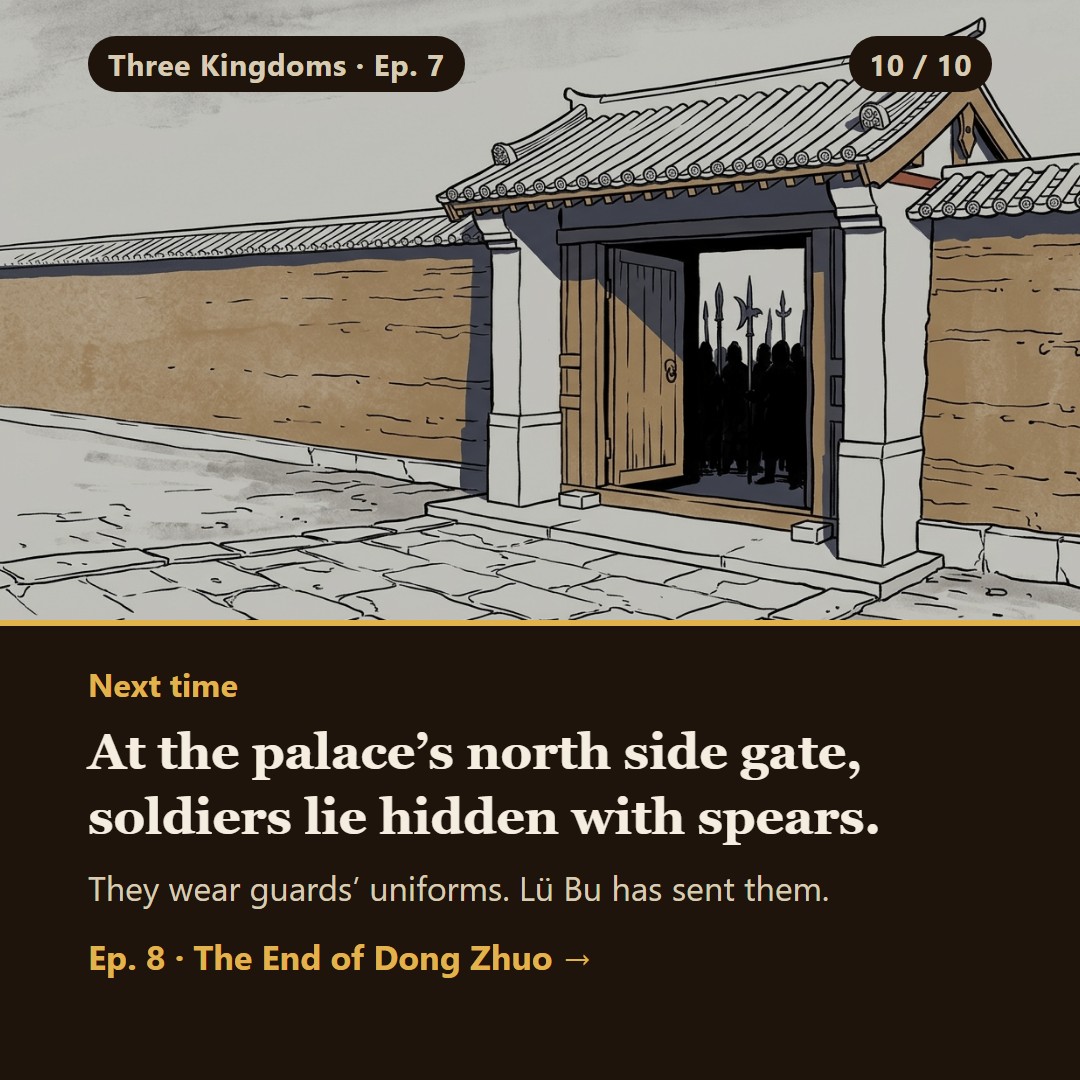 Three Kingdoms · Ep. 7
10 / 10
Next time
At the palace’s north side gate,
soldiers lie hidden with spears.
They wear guards’ uniforms. Lü Bu has sent them.
Ep. 8 · The End of Dong Zhuo →